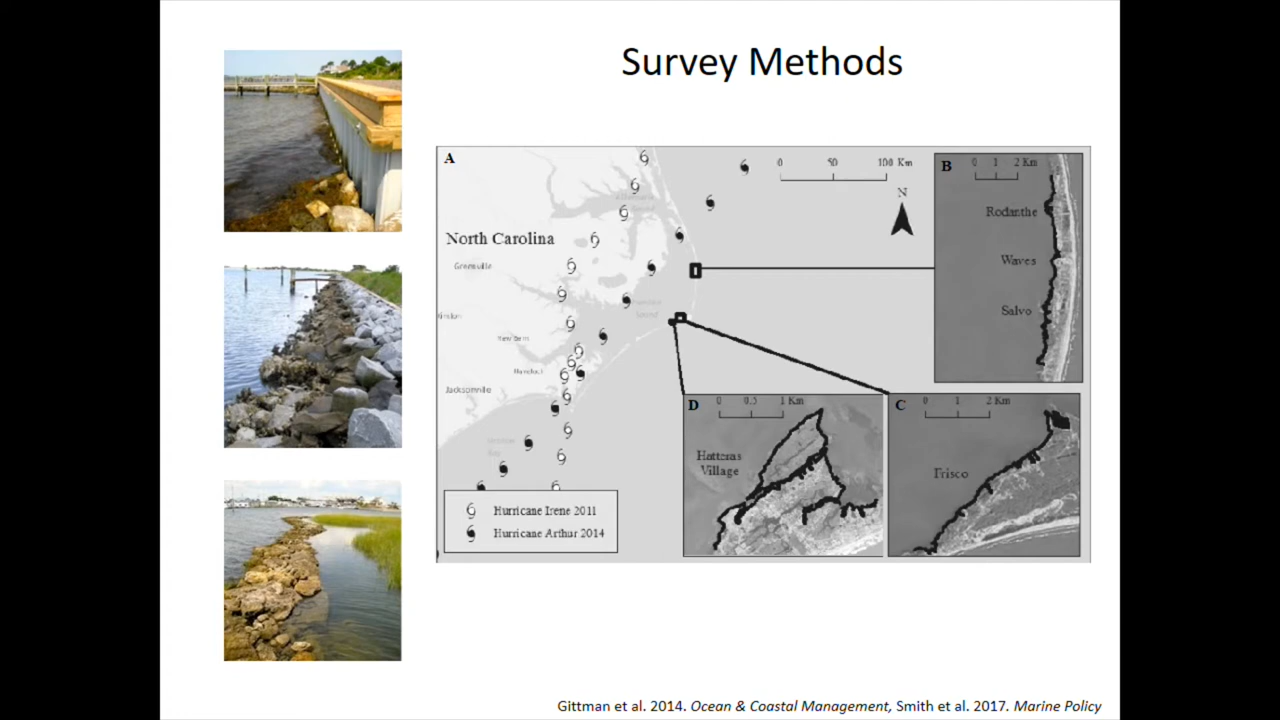 Survey Methods
A
0 50 100 Km
N
North Carolina
Greenville
Kinston
New Bern
Jacksonville
Hurricane Irene 2011
Hurricane Arthur 2014
B
0 1 2 Km
Rodanthe
Waves
Salvo
D
0 0.5 1 Km
Hatteras
Village
C
0 1 2 Km
Frisco
Gittman et al. 2014. Ocean & Coastal Management, Smith et al. 2017. Marine Policy